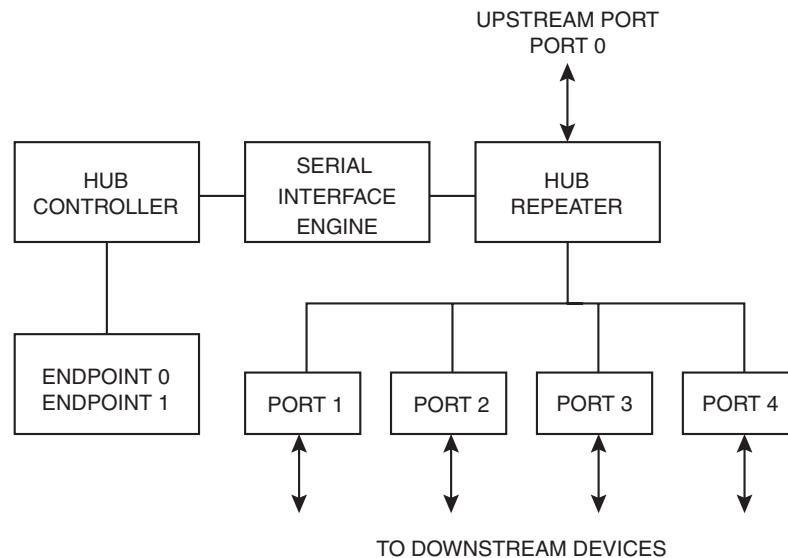 UPSTREAM PORT
PORT 0
HUB
CONTROLLER
SERIAL
INTERFACE
ENGINE
HUB
REPEATER
ENDPOINT 0
ENDPOINT 1
PORT 1
PORT 2
PORT 3
PORT 4
TO DOWNSTREAM DEVICES